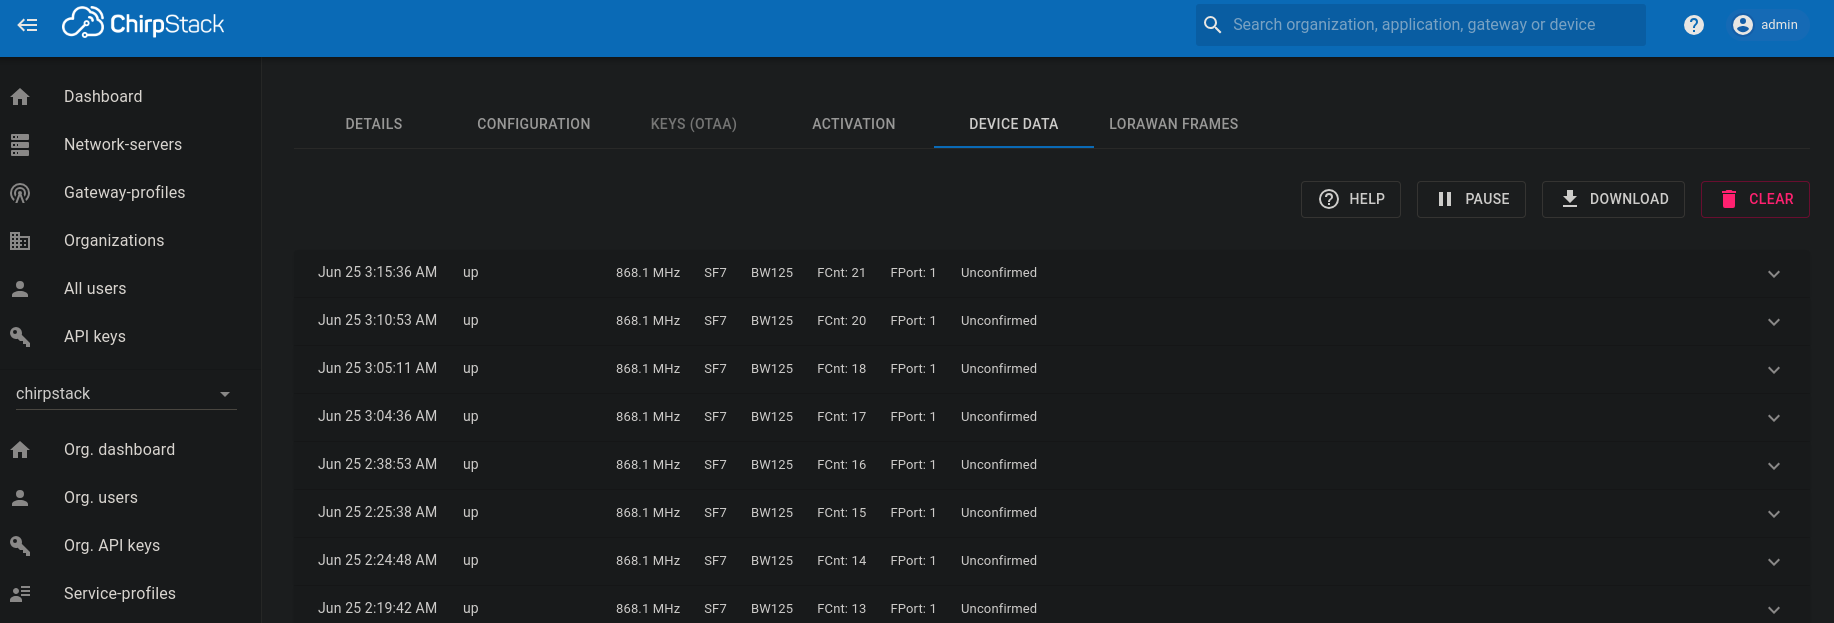 ChirpStack
Search organization, application, gateway or device
? admin
Dashboard
Network-servers
Gateway-profiles
Organizations
All users
API keys
chirpstack
Org. dashboard
Org. users
Org. API keys
Service-profiles
DETAILS CONFIGURATION KEYS (OTAA) ACTIVATION DEVICE DATA LORAWAN FRAMES
? HELP PAUSE DOWNLOAD CLEAR
Jun 25 3:15:36 AM up 868.1 MHz SF7 BW125 FCnt: 21 FPort: 1 Unconfirmed
Jun 25 3:10:53 AM up 868.1 MHz SF7 BW125 FCnt: 20 FPort: 1 Unconfirmed
Jun 25 3:05:11 AM up 868.1 MHz SF7 BW125 FCnt: 18 FPort: 1 Unconfirmed
Jun 25 3:04:36 AM up 868.1 MHz SF7 BW125 FCnt: 17 FPort: 1 Unconfirmed
Jun 25 2:38:53 AM up 868.1 MHz SF7 BW125 FCnt: 16 FPort: 1 Unconfirmed
Jun 25 2:25:38 AM up 868.1 MHz SF7 BW125 FCnt: 15 FPort: 1 Unconfirmed
Jun 25 2:24:48 AM up 868.1 MHz SF7 BW125 FCnt: 14 FPort: 1 Unconfirmed
Jun 25 2:19:42 AM up 868.1 MHz SF7 BW125 FCnt: 13 FPort: 1 Unconfirmed